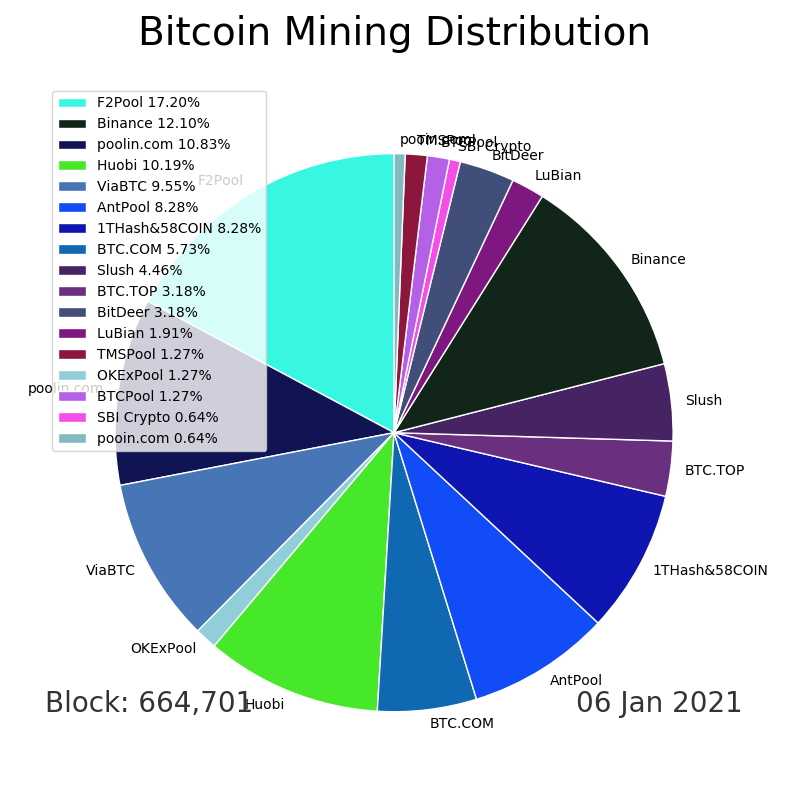 Bitcoin Mining Distribution
F2Pool 17.20%
Binance 12.10%
poolin.com 10.83%
Huobi 10.19%
ViaBTC 9.55%
AntPool 8.28%
1THash&58COIN 8.28%
BTC.COM 5.73%
Slush 4.46%
BTC.TOP 3.18%
BitDeer 3.18%
LuBian 1.91%
TMSPool 1.27%
OKExPool 1.27%
BTCPool 1.27%
SBI Crypto 0.64%
pooin.com 0.64%
pooin.com
TMSPool
BTCPool
SBI Crypto
BitDeer
LuBian
F2Pool
Binance
poolin.com
Slush
BTC.TOP
ViaBTC
1THash&58COIN
OKExPool
AntPool
Huobi
BTC.COM
Block: 664,701
06 Jan 2021